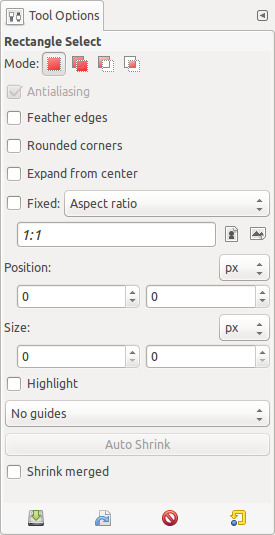 Tool Options
Rectangle Select
Mode:
Antialiasing
Feather edges
Rounded corners
Expand from center
Fixed: Aspect ratio
1:1
Position: px
0 0
Size: px
0 0
Highlight
No guides
Auto Shrink
Shrink merged